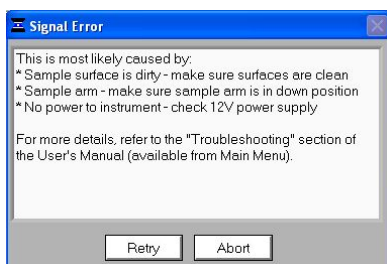 Signal Error
This is most likely caused by:
* Sample surface is dirty - make sure surfaces are clean
* Sample arm - make sure sample arm is in down position
* No power to instrument - check 12V power supply
For more details, refer to the "Troubleshooting" section of
the User's Manual (available from Main Menu).
Retry
Abort